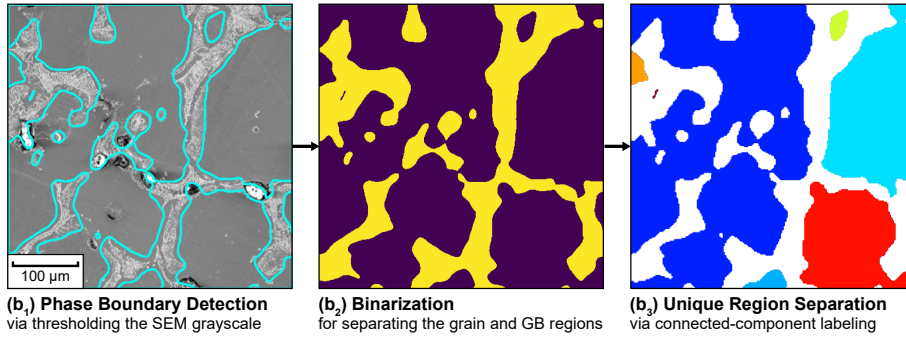 100 μm
(b₁) Phase Boundary Detection
via thresholding the SEM grayscale
(b₂) Binarization
for separating the grain and GB regions
(b₃) Unique Region Separation
via connected-component labeling